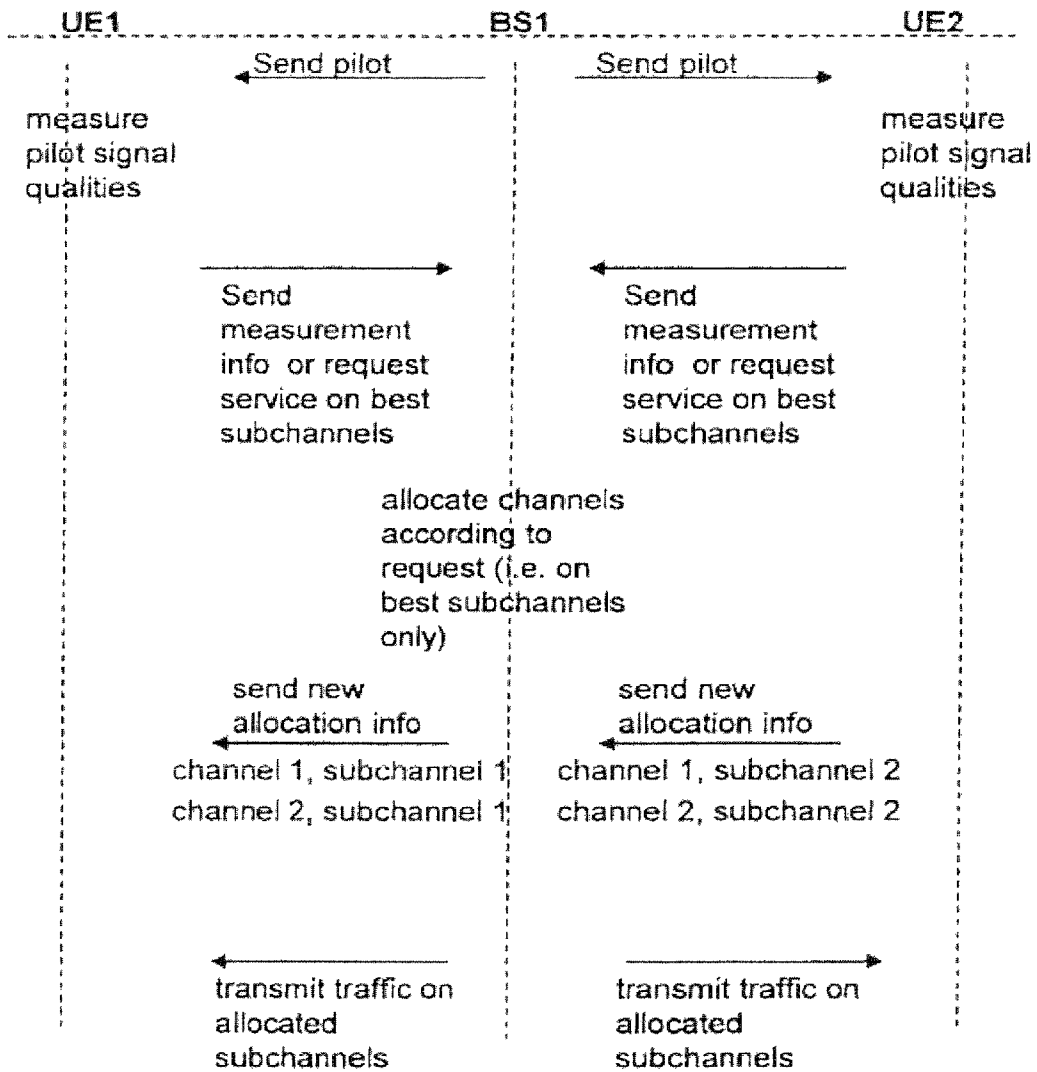 UE1 BS1 UE2
Send pilot Send pilot
measure
pilot signal
qualities
measure
pilot signal
qualities
Send
measurement
info or request
service on best
subchannels
Send
measurement
info or request
service on best
subchannels
allocate channels
according to
request (i.e. on
best subchannels
only)
send new
allocation info
channel 1, subchannel 1
channel 2, subchannel 1
send new
allocation info
channel 1, subchannel 2
channel 2, subchannel 2
transmit traffic on
allocated
subchannels
transmit traffic on
allocated
subchannels